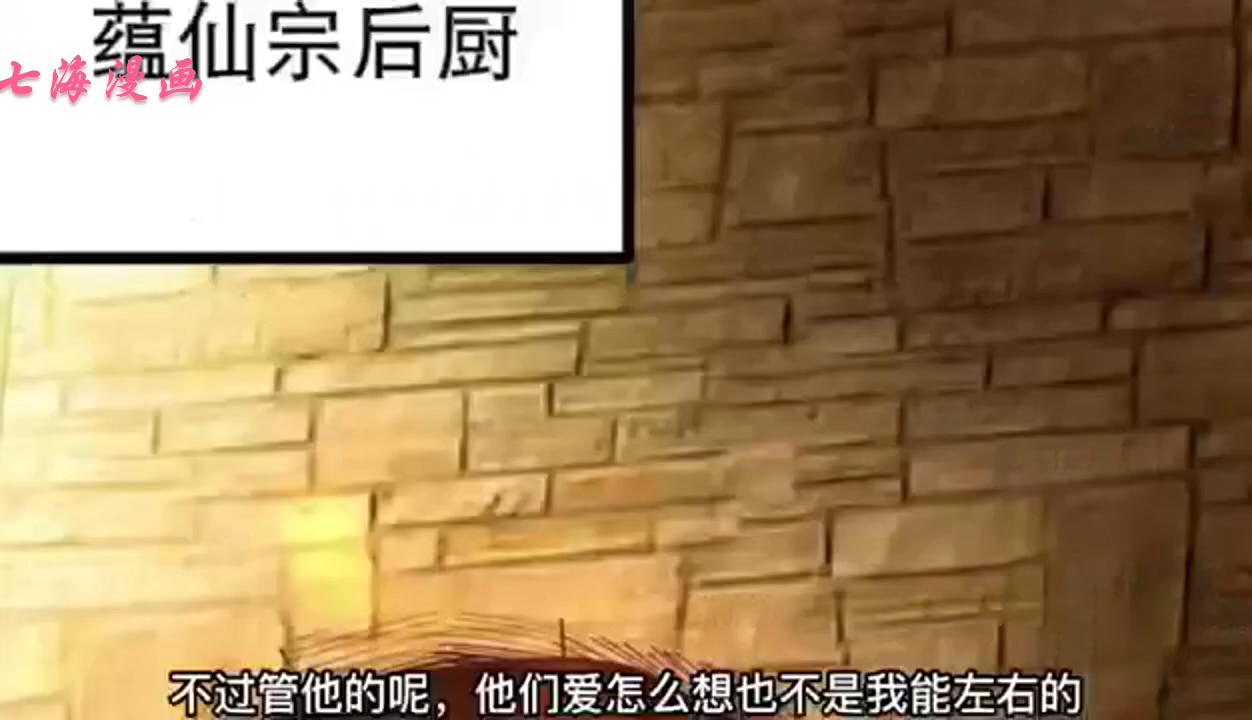 蕴仙宗后厨
七海漫画
不过管他的呢，他们爱怎么想也不是我能左右的